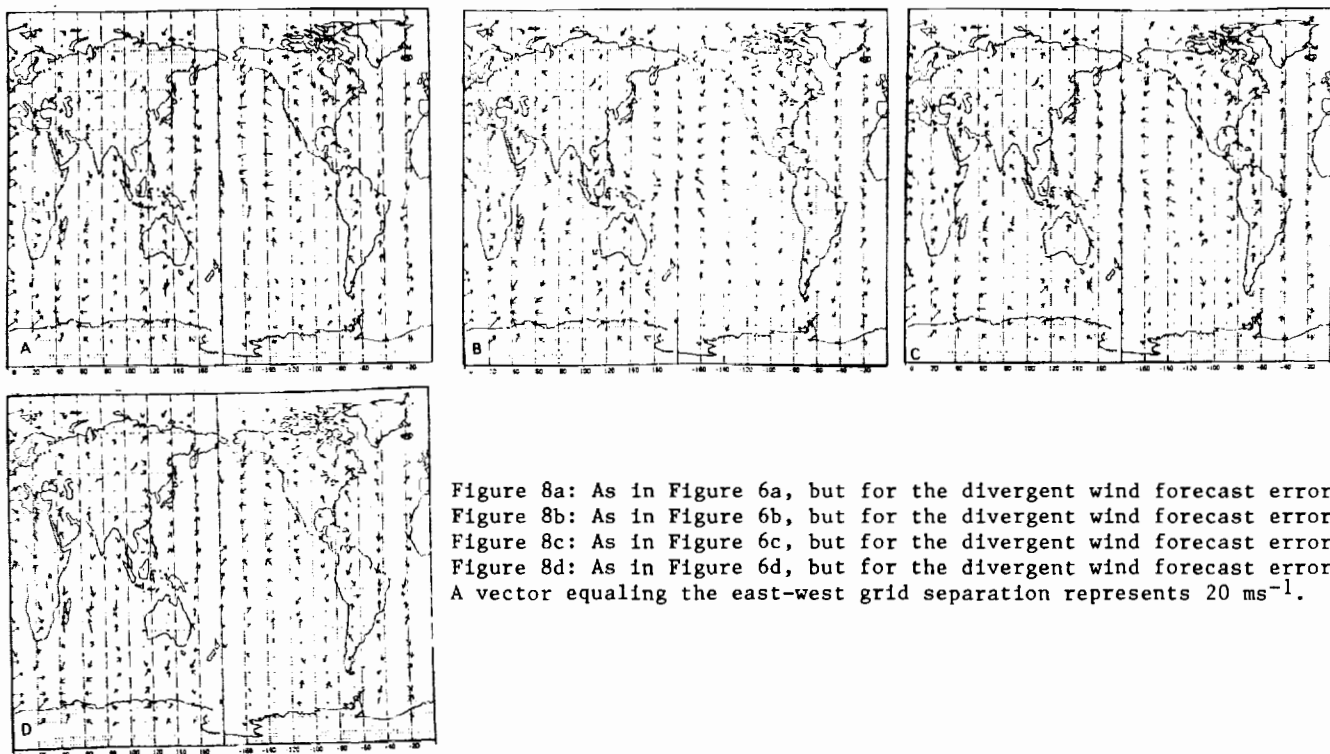 A
B
C
D
Figure 8a: As in Figure 6a, but for the divergent wind forecast error
Figure 8b: As in Figure 6b, but for the divergent wind forecast error
Figure 8c: As in Figure 6c, but for the divergent wind forecast error
Figure 8d: As in Figure 6d, but for the divergent wind forecast error
A vector equaling the east-west grid separation represents 20 ms⁻¹.